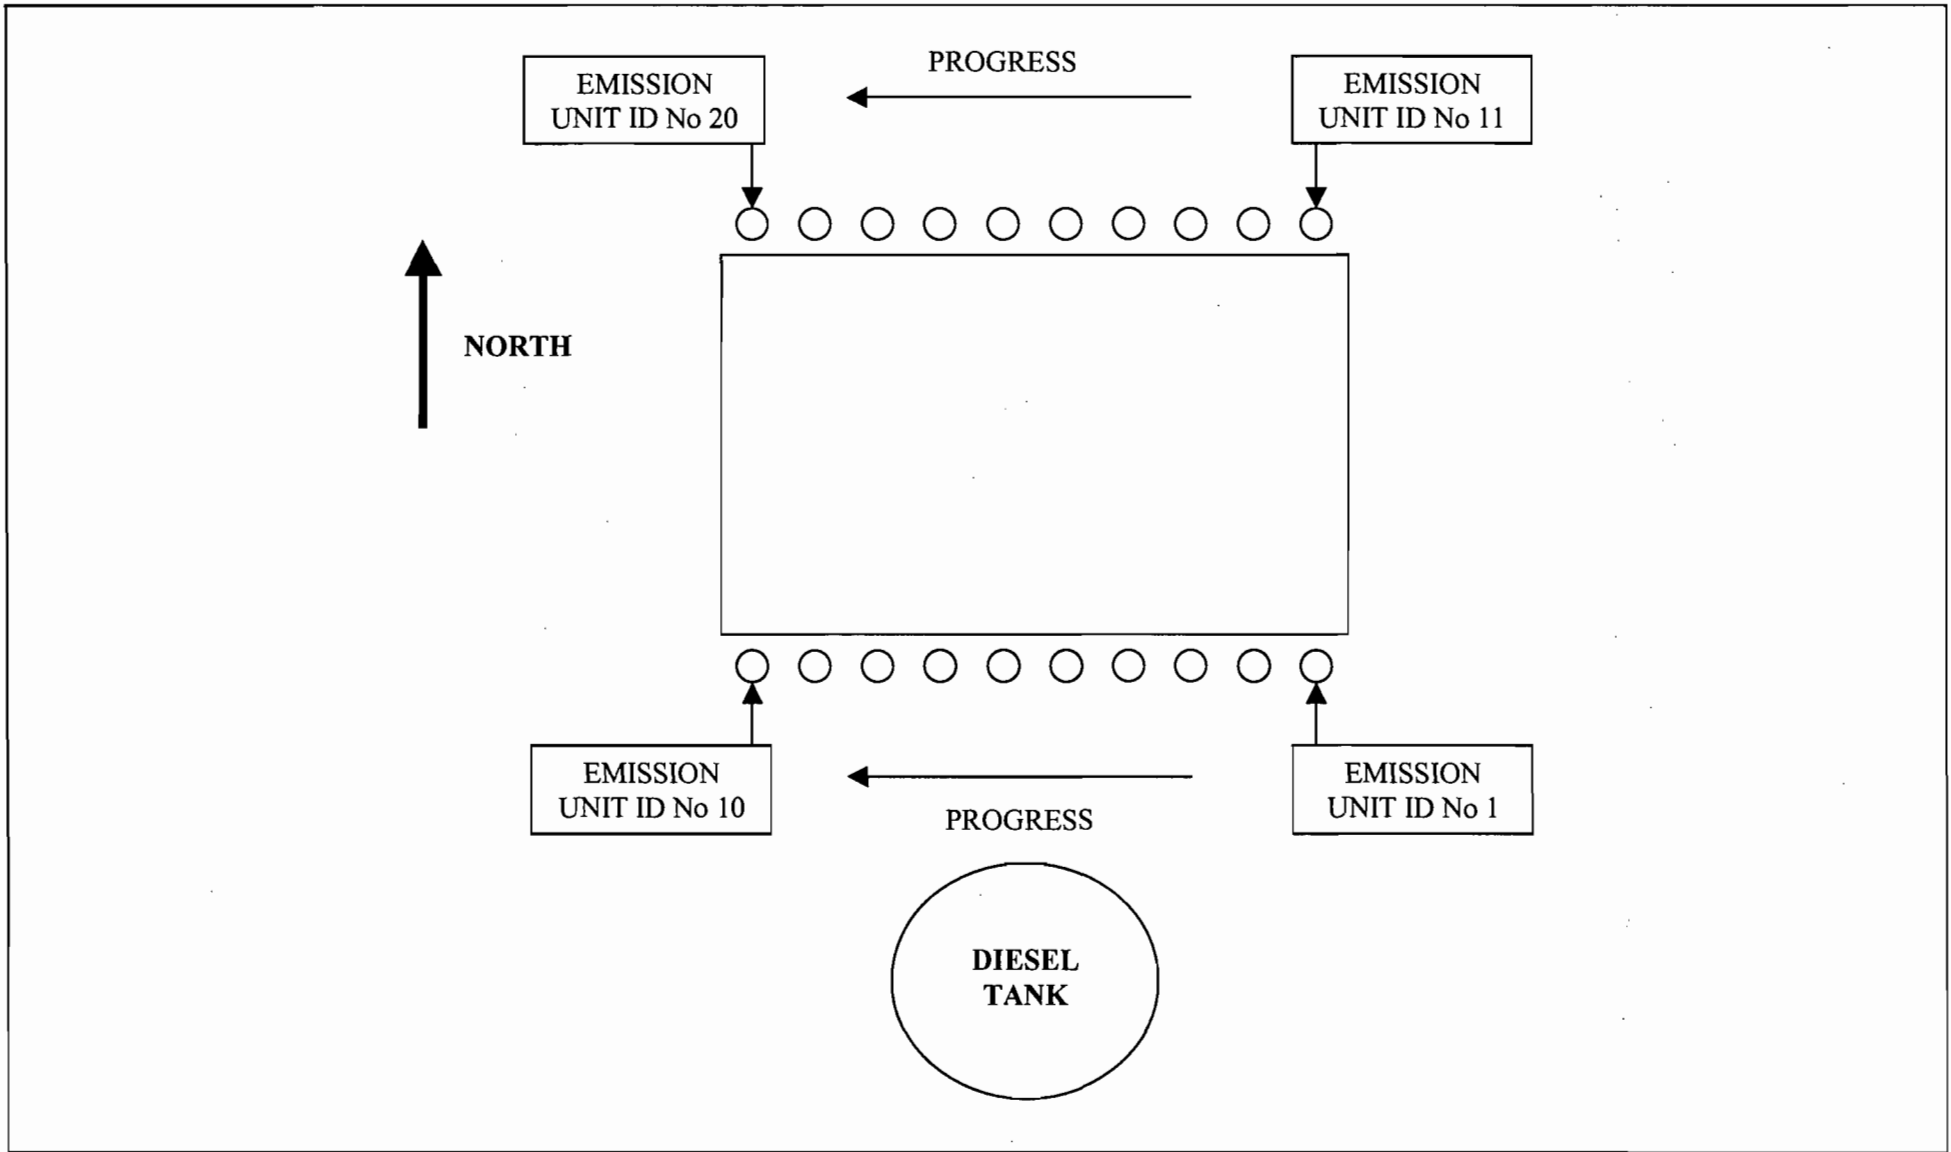 PROGRESS
EMISSION
UNIT ID No 20
EMISSION
UNIT ID No 11
NORTH
EMISSION
UNIT ID No 10
EMISSION
UNIT ID No 1
PROGRESS
DIESEL
TANK